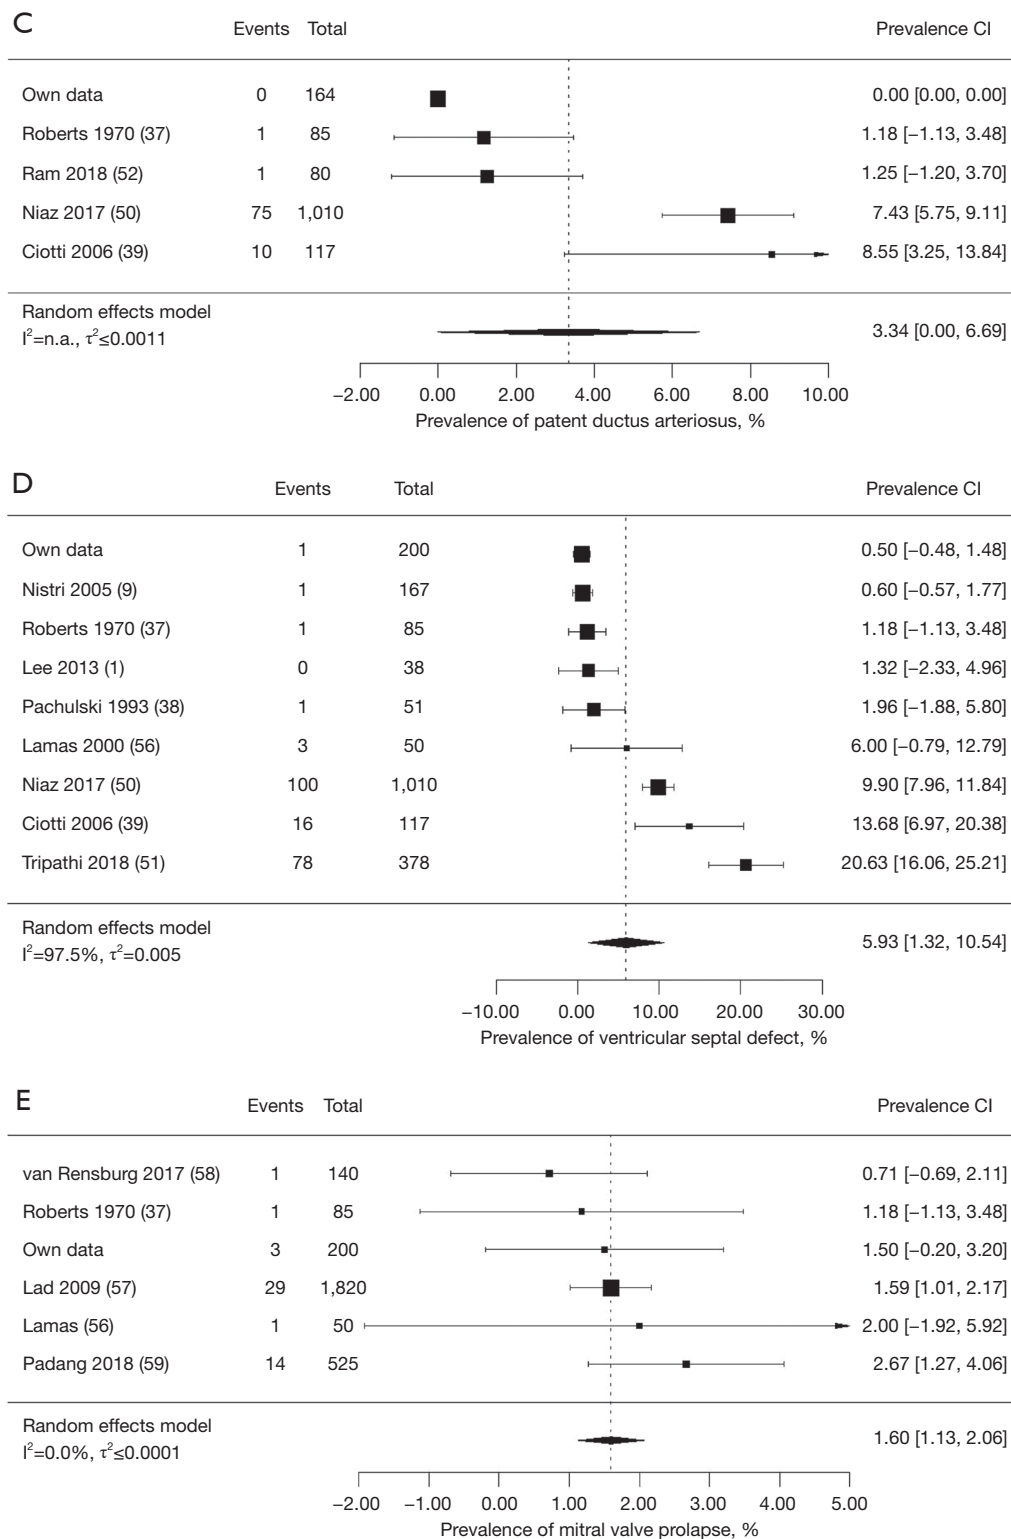 C
Events Total Prevalence CI
Own data 0 164 0.00 [0.00, 0.00]
Roberts 1970 (37) 1 85 1.18 [−1.13, 3.48]
Ram 2018 (52) 1 80 1.25 [−1.20, 3.70]
Niaz 2017 (50) 75 1,010 7.43 [5.75, 9.11]
Ciotti 2006 (39) 10 117 8.55 [3.25, 13.84]
Random effects model
I²=n.a., τ²≤0.0011 3.34 [0.00, 6.69]
−2.00 0.00 2.00 4.00 6.00 8.00 10.00
Prevalence of patent ductus arteriosus, %
D
Events Total Prevalence CI
Own data 1 200 0.50 [−0.48, 1.48]
Nistri 2005 (9) 1 167 0.60 [−0.57, 1.77]
Roberts 1970 (37) 1 85 1.18 [−1.13, 3.48]
Lee 2013 (1) 0 38 1.32 [−2.33, 4.96]
Pachulski 1993 (38) 1 51 1.96 [−1.88, 5.80]
Lamas 2000 (56) 3 50 6.00 [−0.79, 12.79]
Niaz 2017 (50) 100 1,010 9.90 [7.96, 11.84]
Ciotti 2006 (39) 16 117 13.68 [6.97, 20.38]
Tripathi 2018 (51) 78 378 20.63 [16.06, 25.21]
Random effects model
I²=97.5%, τ²=0.005 5.93 [1.32, 10.54]
−10.00 0.00 10.00 20.00 30.00
Prevalence of ventricular septal defect, %
E
Events Total Prevalence CI
van Rensburg 2017 (58) 1 140 0.71 [−0.69, 2.11]
Roberts 1970 (37) 1 85 1.18 [−1.13, 3.48]
Own data 3 200 1.50 [−0.20, 3.20]
Lad 2009 (57) 29 1,820 1.59 [1.01, 2.17]
Lamas (56) 1 50 2.00 [−1.92, 5.92]
Padang 2018 (59) 14 525 2.67 [1.27, 4.06]
Random effects model
I²=0.0%, τ²≤0.0001 1.60 [1.13, 2.06]
−2.00 −1.00 0.00 1.00 2.00 3.00 4.00 5.00
Prevalence of mitral valve prolapse, %